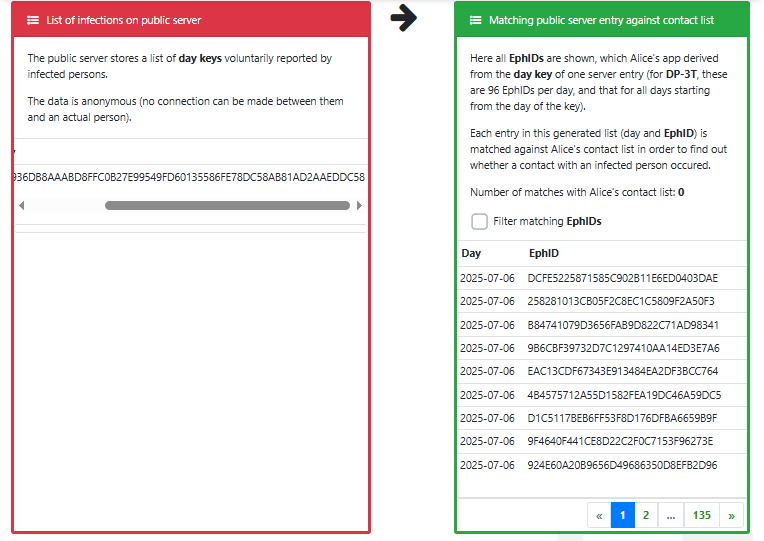 List of infections on public server
The public server stores a list of day keys voluntarily reported by
infected persons.
The data is anonymous (no connection can be made between them
and an actual person).
936DB8AAABD8FFC0B27E99549FD60135586FE78DC58AB81AD2AAEDDC58
Matching public server entry against contact list
Here all EphIDs are shown, which Alice's app derived
from the day key of one server entry (for DP-3T, these
are 96 EphIDs per day, and that for all days starting
from the day of the key).
Each entry in this generated list (day and EphID) is
matched against Alice's contact list in order to find out
whether a contact with an infected person occured.
Number of matches with Alice's contact list: 0
Filter matching EphIDs
Day EphID
2025-07-06 DCFE5225871585C902B11E6ED0403DAE
2025-07-06 258281013CB05F2C8EC1C5809F2A50F3
2025-07-06 B84741079D3656FAB9D822C71AD98341
2025-07-06 9B6CBF39732D7C1297410AA14ED3E7A6
2025-07-06 EAC13CDF67343E913484EA2DF3BCC764
2025-07-06 4B4575712A55D1582FEA19DC46A59DC5
2025-07-06 D1C5117BEB6FF53F8D176DFBA6659B9F
2025-07-06 9F4640F441CE8D22C2F0C7153F96273E
2025-07-06 924E60A20B9656D49686350D8EFB2D96
« 1 2 ... 135 »